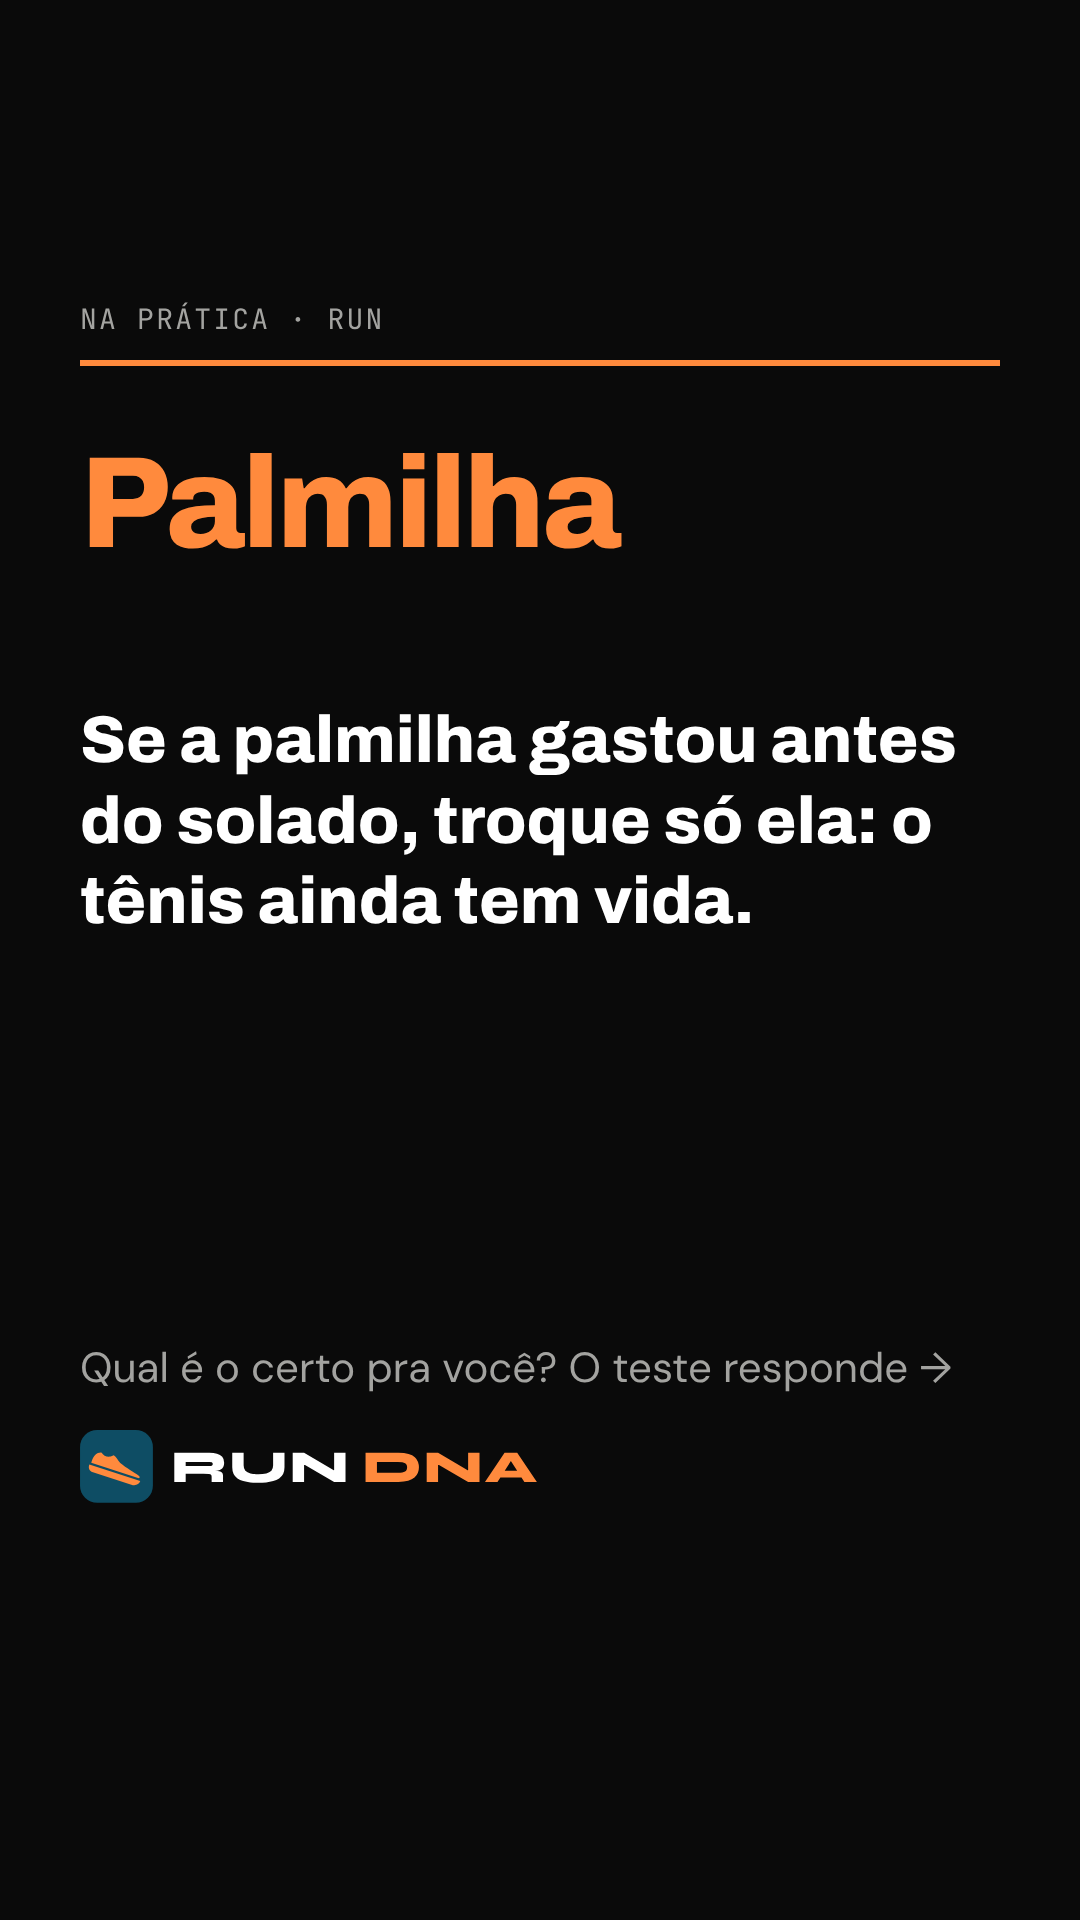 NA PRÁTICA · RUN
Palmilha
Se a palmilha gastou antes
do solado, troque só ela: o
tênis ainda tem vida.
Qual é o certo pra você? O teste responde →
RUN DNA